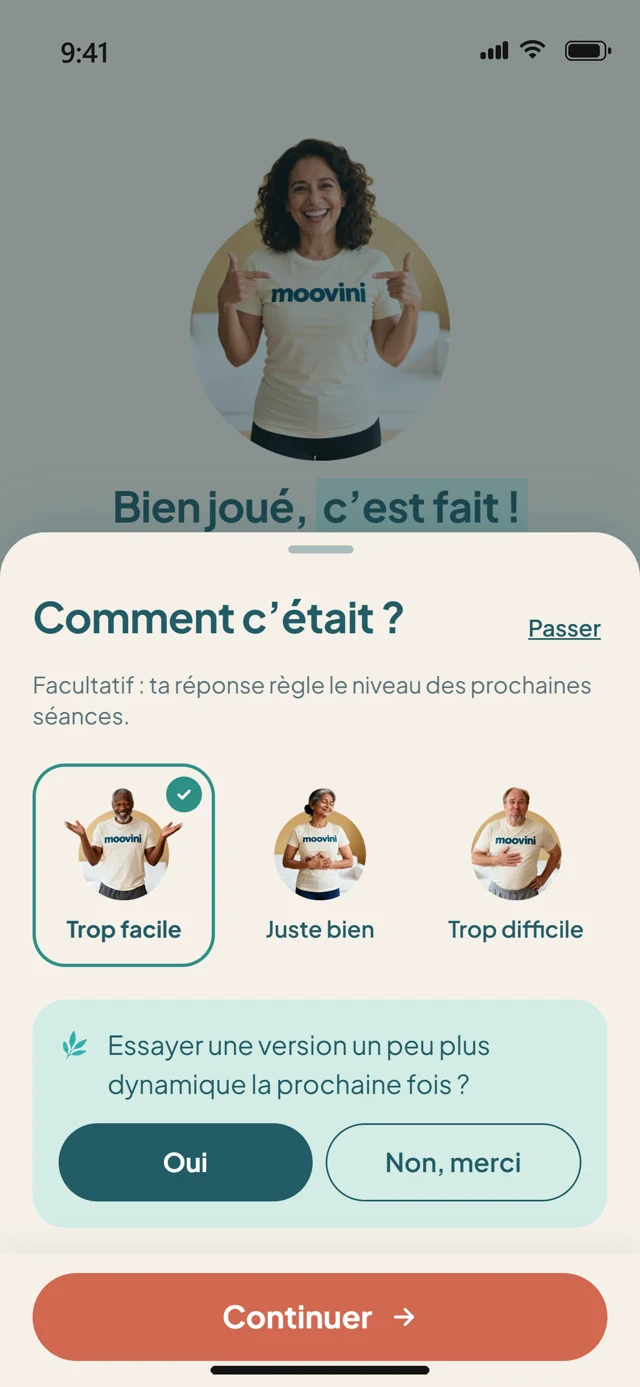 9:41
moovini
Bien joué, c’est fait !
Comment c’était ?
Passer
Facultatif : ta réponse règle le niveau des prochaines
séances.
moovini
moovini
moovini
Trop facile
Juste bien
Trop difficile
Essayer une version un peu plus
dynamique la prochaine fois ?
Oui
Non, merci
Continuer →